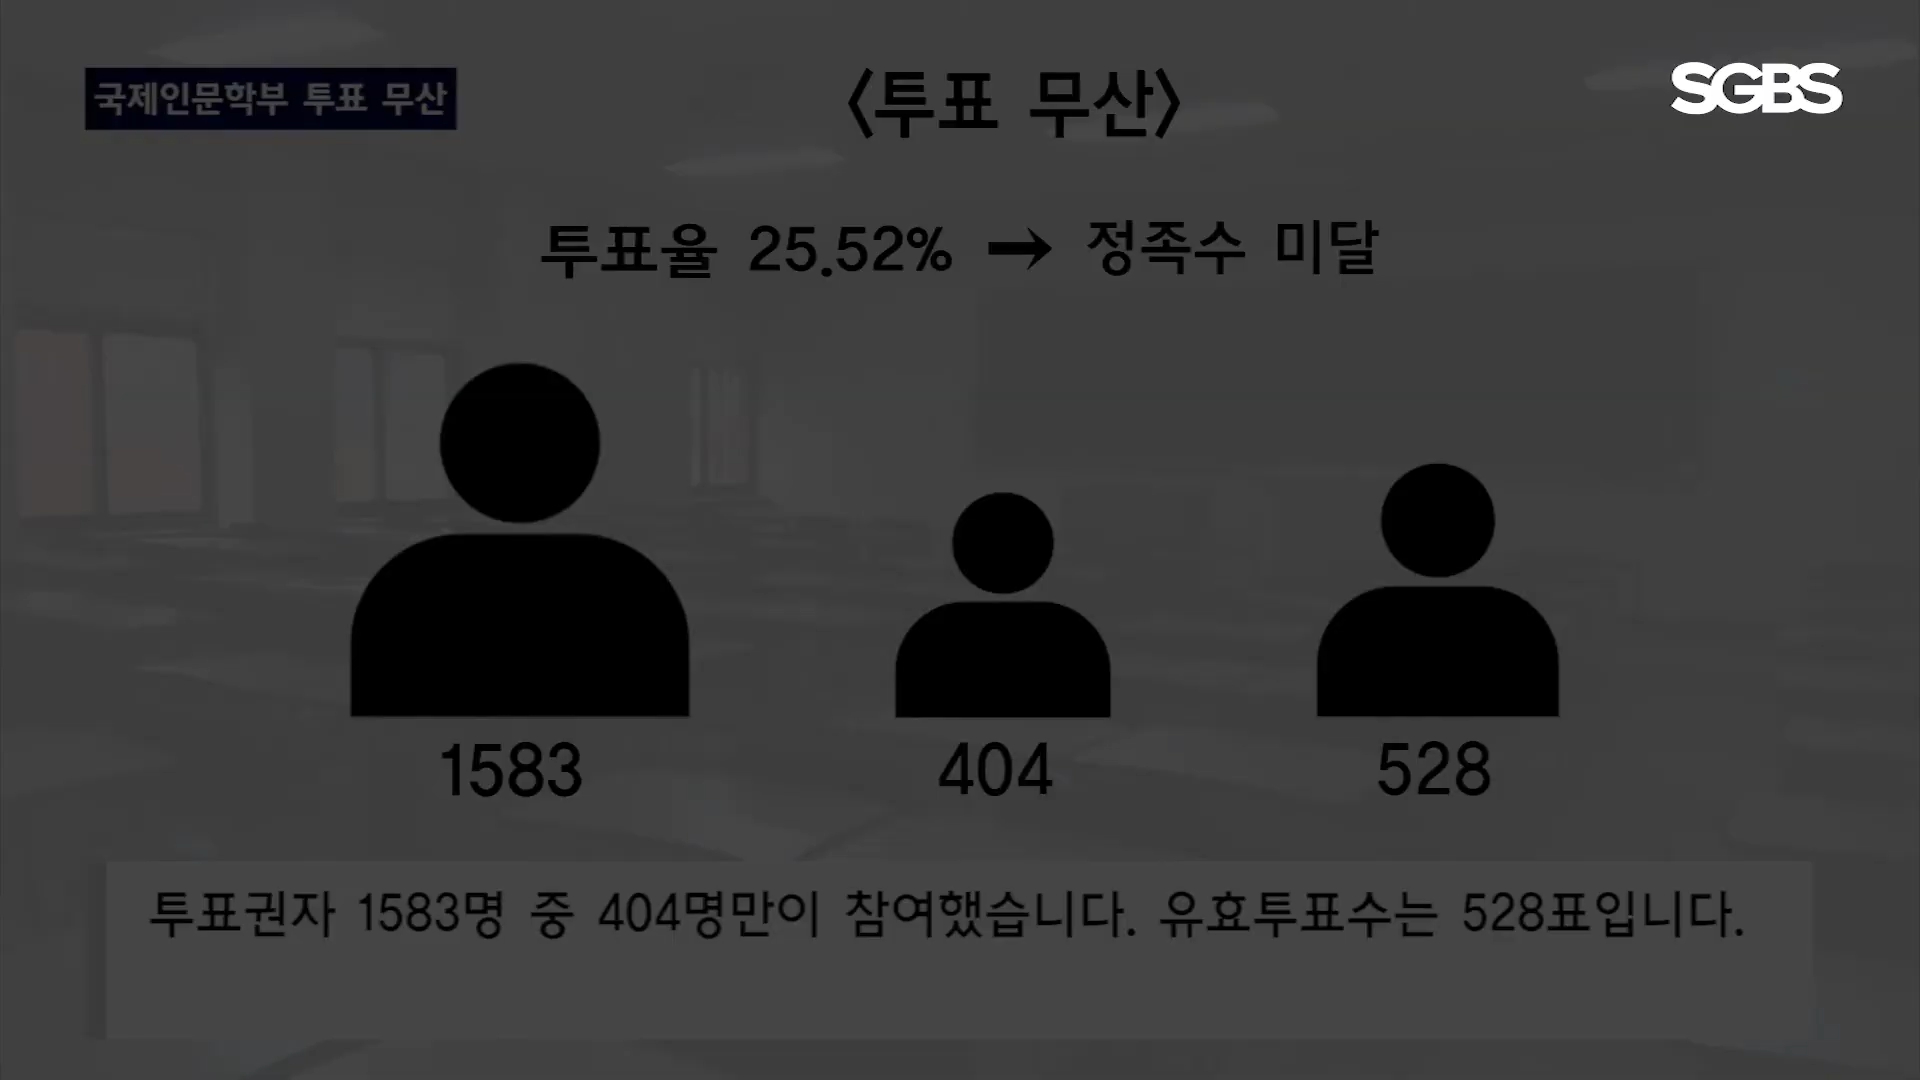 국제인문학부 투표 무산
<투표 무산>
SGBS
투표율 25.52% → 정족수 미달
1583
404
528
투표권자 1583명 중 404명만이 참여했습니다. 유효투표수는 528표입니다.